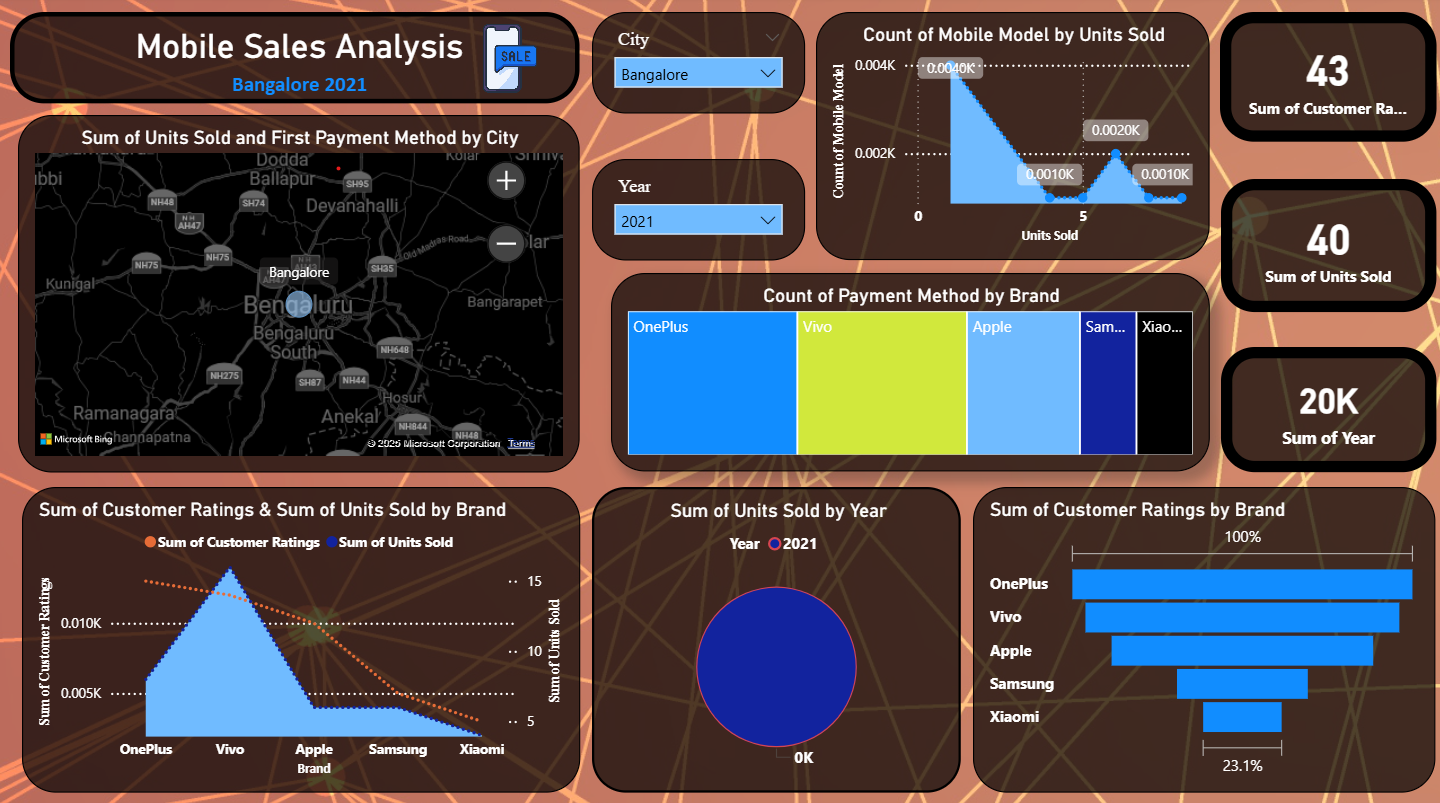 Mobile Sales Analysis
SALE
Bangalore 2021
City
Bangalore
Year
2021
Count of Mobile Model by Units Sold
Count of Mobile Model
0.004K
0.002K
0.0040K
0.0010K
0.0020K
0.0010K
0
5
Units Sold
43
Sum of Customer Ra...
40
Sum of Units Sold
20K
Sum of Year
Sum of Units Sold and First Payment Method by City
Dodda
Ballapur
Kolar
SH95
NH48
SH74
Devanahalli
NH
AH47
NH75
NH75
Old Madras Road
lar
SH35
Bangalore
Kunigal
Bengaluru
Bangarapet
Bengaluru
South
NH648
NH275
SH87
NH44
Hosur
Ramanagara
Anekal
NH844
NH48
Channapatna
Microsoft Bing
© 2025 Microsoft Corporation Terms
Count of Payment Method by Brand
OnePlus
Vivo
Apple
Sam...
Xiao...
Sum of Customer Ratings & Sum of Units Sold by Brand
Sum of Customer Ratings
Sum of Units Sold
Sum of Customer Ratings
0.010K
0.005K
15
10
5
Sum of Units Sold
OnePlus
Vivo
Apple
Samsung
Xiaomi
Brand
Sum of Units Sold by Year
Year 2021
0K
Sum of Customer Ratings by Brand
100%
OnePlus
Vivo
Apple
Samsung
Xiaomi
23.1%